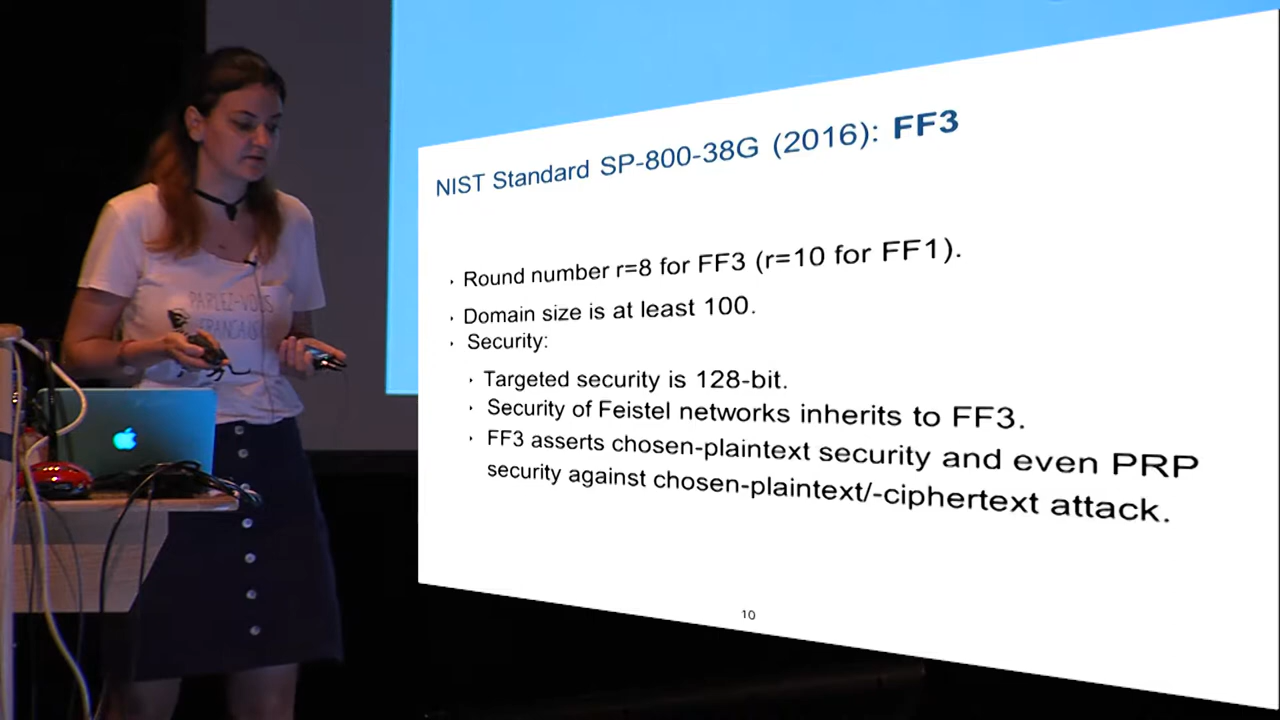 NIST Standard SP-800-38G (2016): FF3
· Round number r=8 for FF3 (r=10 for FF1).
· Domain size is at least 100.
· Security:
· Targeted security is 128-bit.
· Security of Feistel networks inherits to FF3.
· FF3 asserts chosen-plaintext security and even PRP
security against chosen-plaintext/-ciphertext attack.
10
PARLEZ-VOUS
FRANCAIS